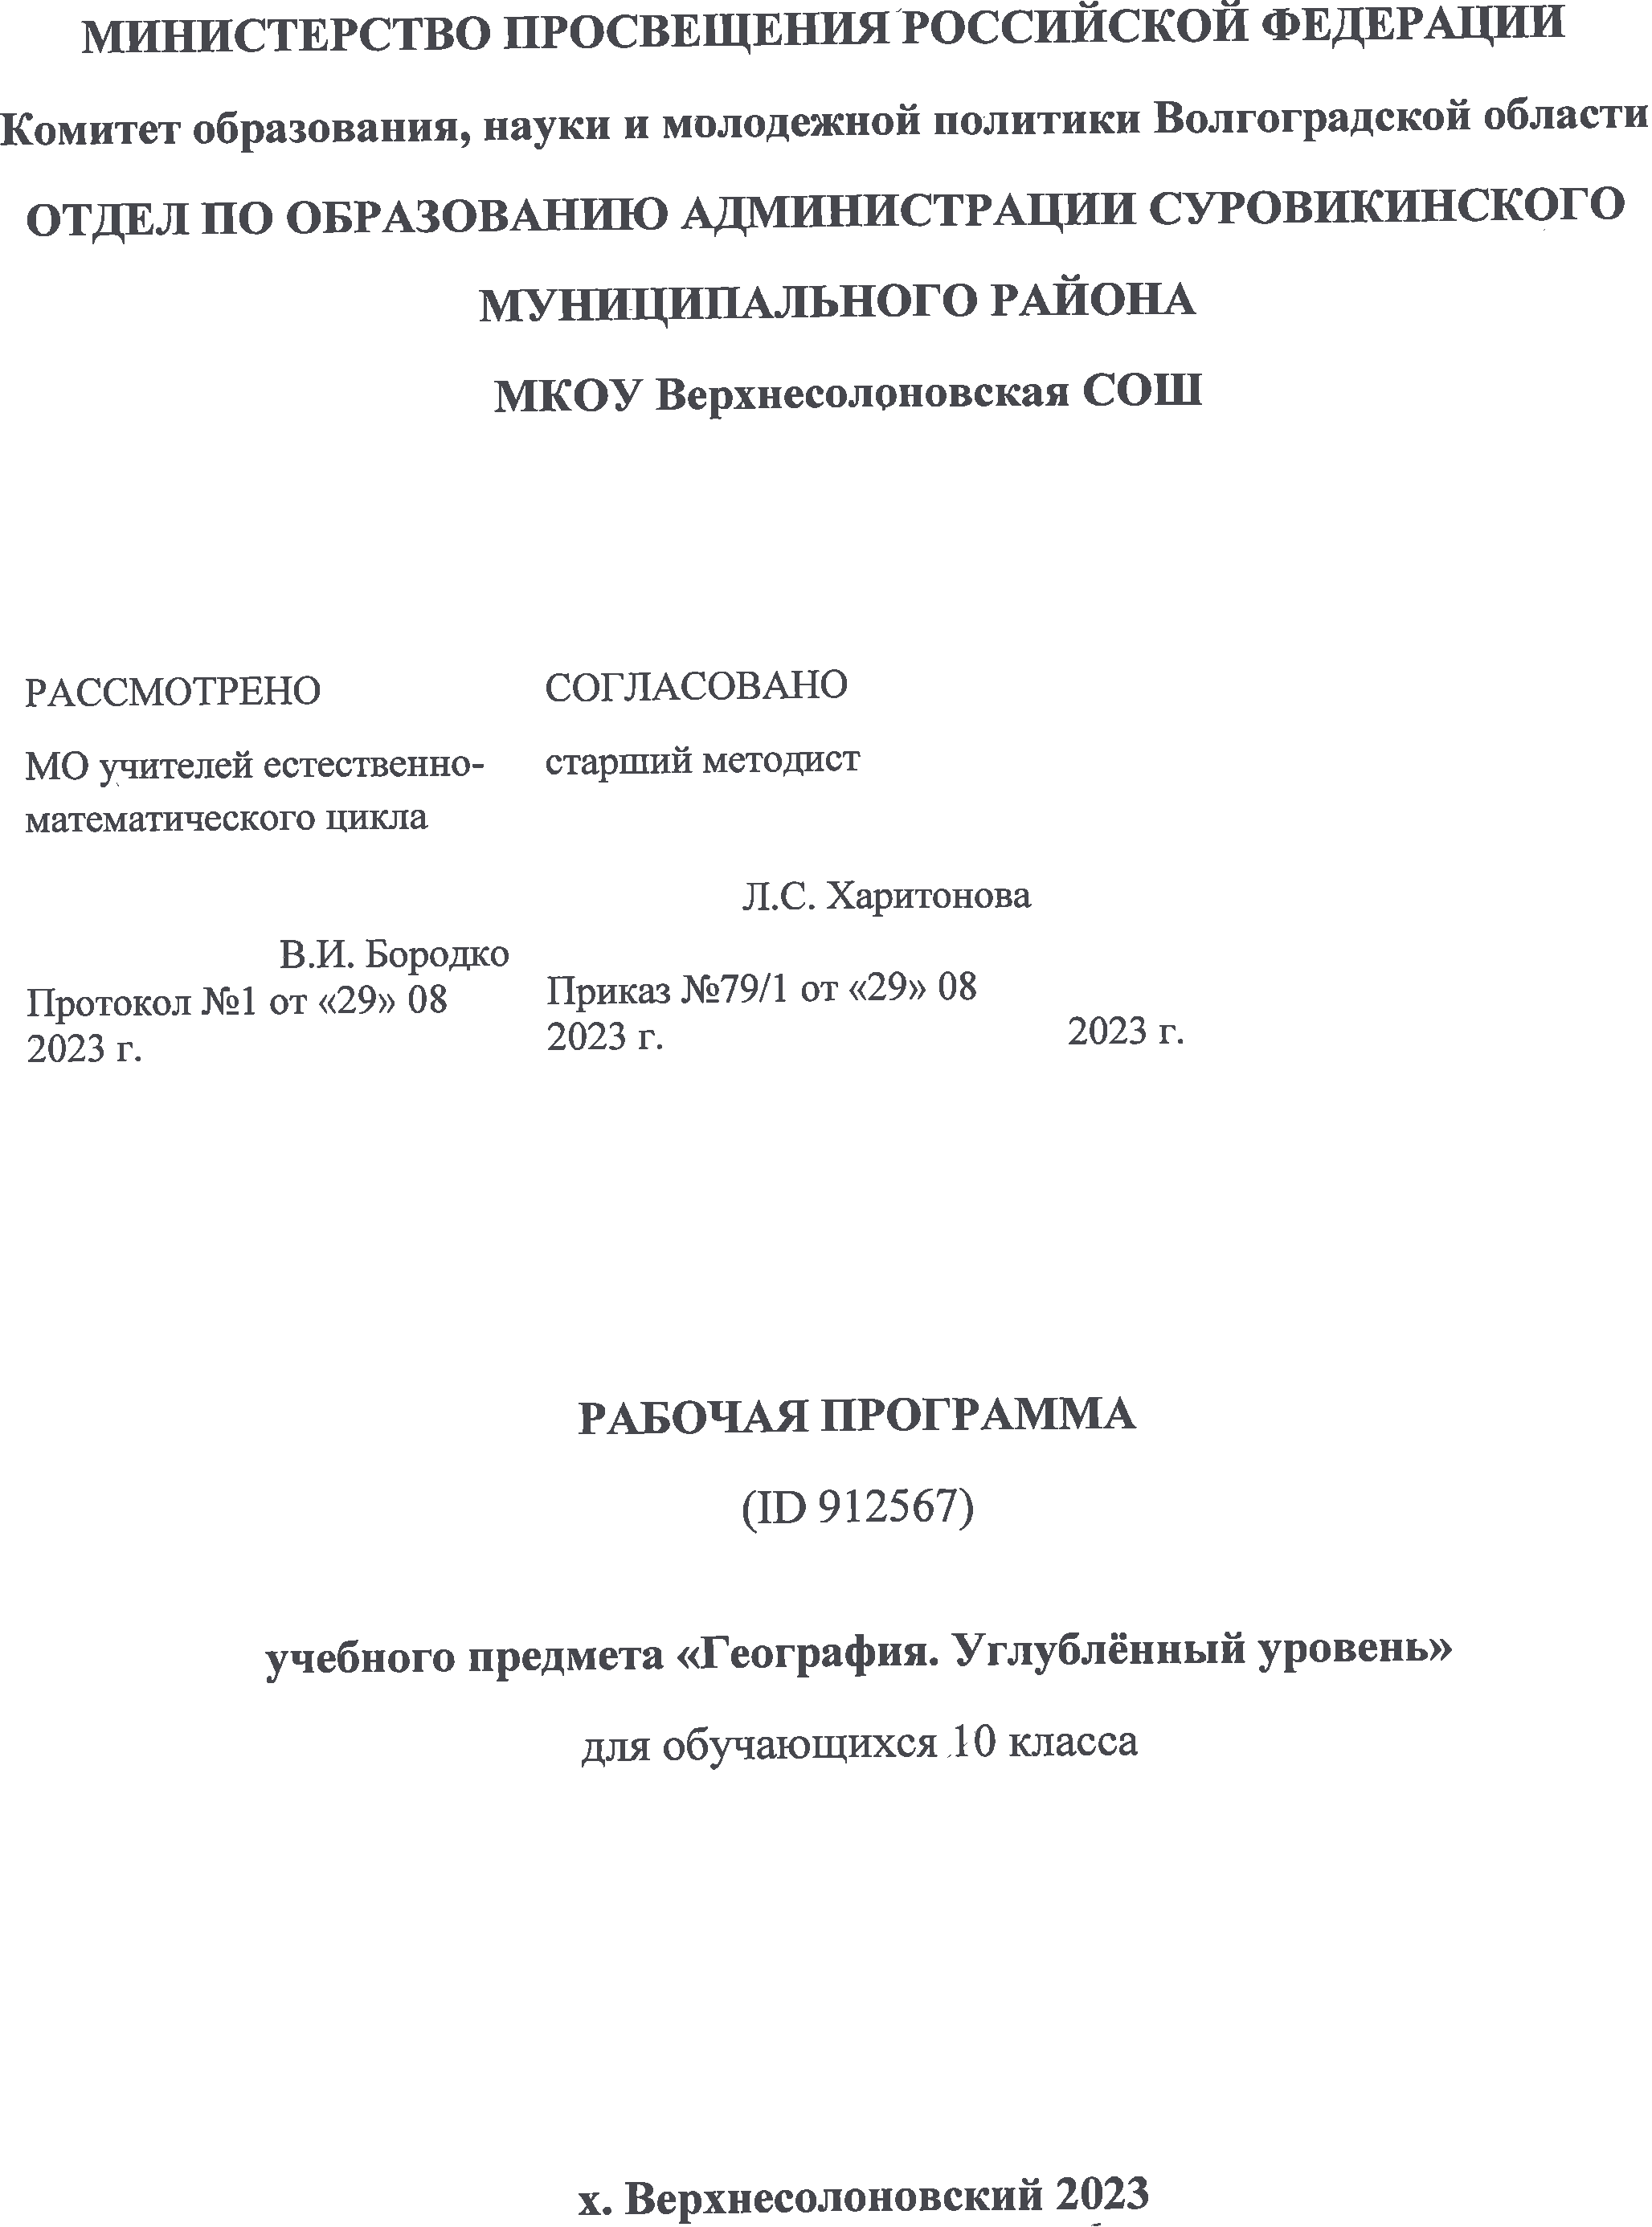 МИНИСТЕРСТВО ПРОСВЕЩЕНИЯ РОССИЙСКОЙ ФЕДЕРАЦИИ
Комитет образования, науки и молодежной политики Волгоградской области
ОТДЕЛ ПО ОБРАЗОВАНИЮ АДМИНИСТРАЦИИ СУРОВИКИНСКОГО
МУНИЦИПАЛЬНОГО РАЙОНА
МКОУ Верхнесолоновская СОШ
РАССМОТРЕНО
МО учителей естественно-
математического цикла
В.И. Бородко
Протокол №1 от «29» 08
2023 г.
СОГЛАСОВАНО
старший методист
Л.С. Харитонова
Приказ №79/1 от «29» 08
2023 г.
2023 г.
РАБОЧАЯ ПРОГРАММА
(ID 912567)
учебного предмета «География. Углублённый уровень»
для обучающихся 10 класса
х. Верхнесолоновский 2023